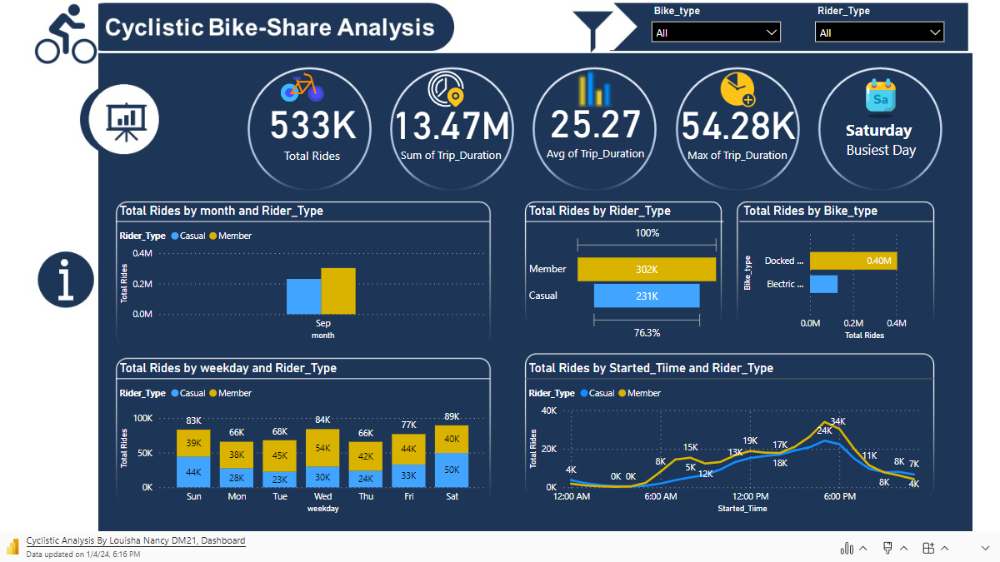 Cyclistic Bike-Share Analysis
Bike_type
All
Rider_Type
All
533K
Total Rides
13.47M
Sum of Trip_Duration
25.27
Avg of Trip_Duration
54.28K
Max of Trip_Duration
Sa
Saturday
Busiest Day
Total Rides by month and Rider_Type
Rider_Type Casual Member
Total Rides
0.4M
0.2M
0.0M
Sep
month
Total Rides by Rider_Type
100%
Member 302K
Casual 231K
76.3%
Total Rides by Bike_type
Bike_type
Docked ... 0.40M
Electric ...
0.0M 0.2M 0.4M
Total Rides
Total Rides by weekday and Rider_Type
Rider_Type Casual Member
Total Rides
100K
50K
0K
83K 66K 68K 84K 66K 77K 89K
39K 38K 45K 54K 42K 44K 40K
44K 28K 23K 30K 24K 33K 50K
Sun Mon Tue Wed Thu Fri Sat
weekday
Total Rides by Started_Tiime and Rider_Type
Rider_Type Casual Member
Total Rides
40K
20K
0K
4K 0K 0K 8K 15K 5K 12K 13K 19K 17K 18K 24K 34K 11K 8K 8K 7K 4K
12:00 AM 6:00 AM 12:00 PM 6:00 PM
Started_Tiime
Cyclistic Analysis By Louisha Nancy DM21, Dashboard
Data updated on 1/4/24, 6:16 PM